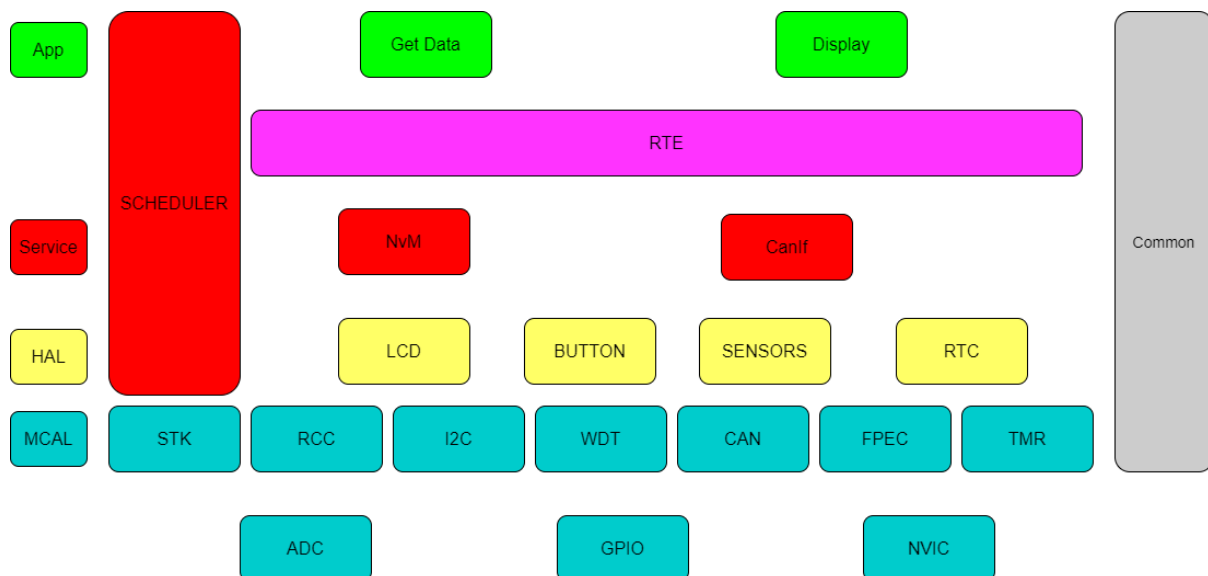 App
Get Data
Display
RTE
SCHEDULER
Service
NvM
CanIf
Common
HAL
LCD
BUTTON
SENSORS
RTC
MCAL
STK
RCC
I2C
WDT
CAN
FPEC
TMR
ADC
GPIO
NVIC